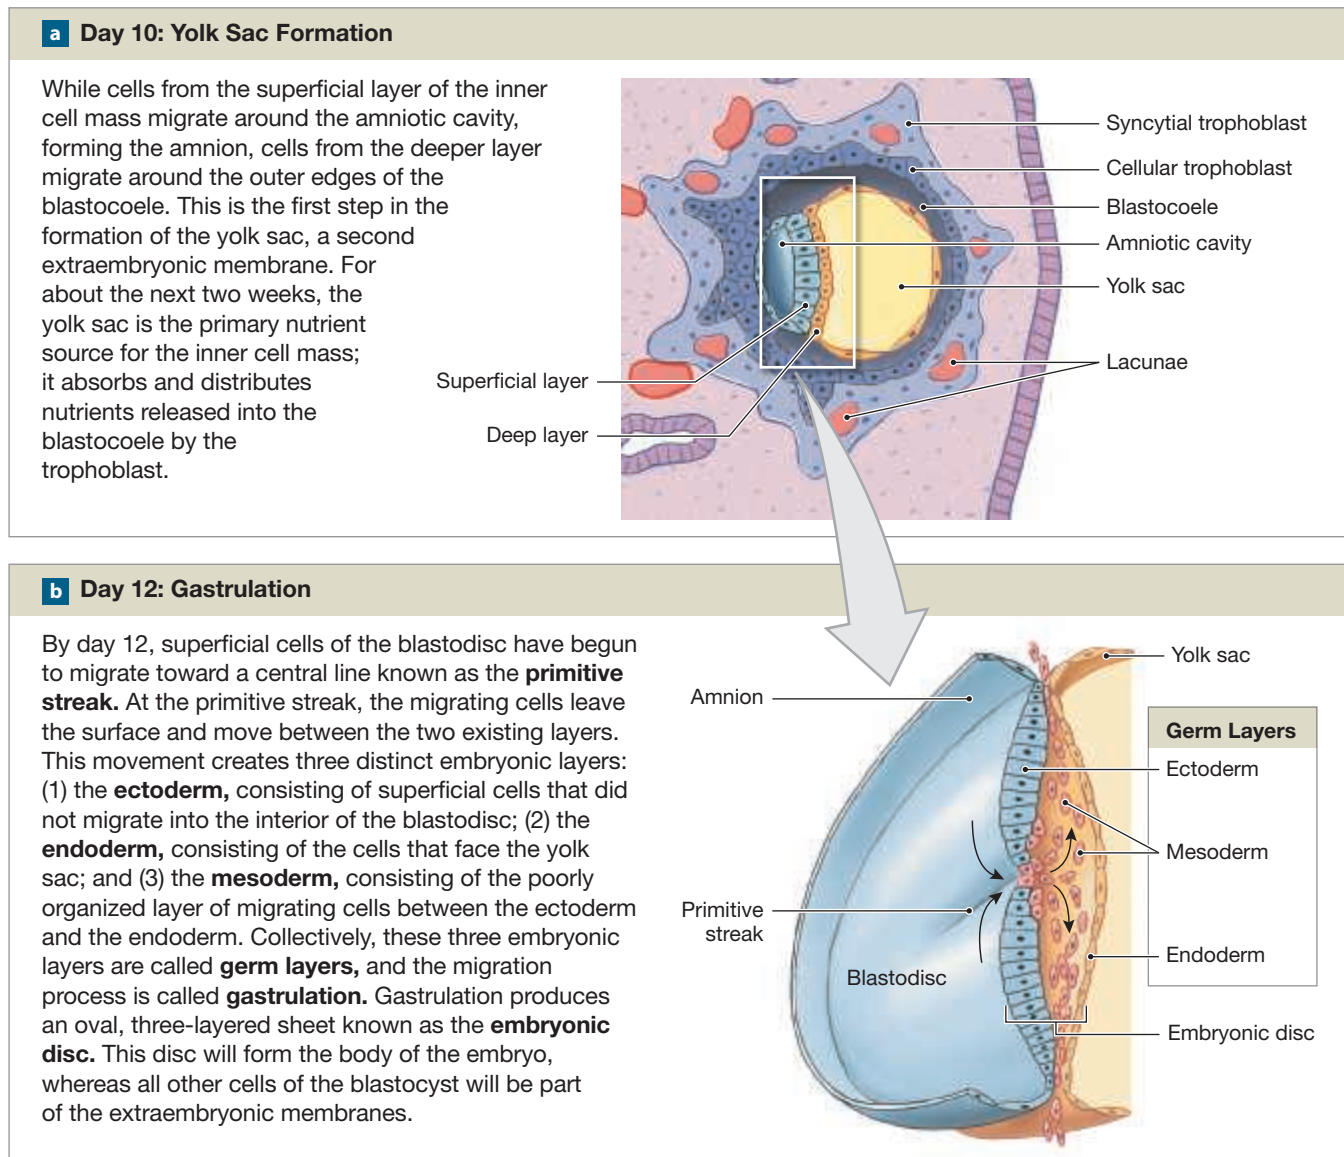 a Day 10: Yolk Sac Formation
While cells from the superficial layer of the inner
cell mass migrate around the amniotic cavity,
forming the amnion, cells from the deeper layer
migrate around the outer edges of the
blastocoele. This is the first step in the
formation of the yolk sac, a second
extraembryonic membrane. For
about the next two weeks, the
yolk sac is the primary nutrient
source for the inner cell mass;
it absorbs and distributes
nutrients released into the
blastocoele by the
trophoblast.
Syncytial trophoblast
Cellular trophoblast
Blastocoele
Amniotic cavity
Yolk sac
Lacunae
Superficial layer
Deep layer
b Day 12: Gastrulation
By day 12, superficial cells of the blastodisc have begun
to migrate toward a central line known as the primitive
streak. At the primitive streak, the migrating cells leave
the surface and move between the two existing layers.
This movement creates three distinct embryonic layers:
(1) the ectoderm, consisting of superficial cells that did
not migrate into the interior of the blastodisc; (2) the
endoderm, consisting of the cells that face the yolk
sac; and (3) the mesoderm, consisting of the poorly
organized layer of migrating cells between the ectoderm
and the endoderm. Collectively, these three embryonic
layers are called germ layers, and the migration
process is called gastrulation. Gastrulation produces
an oval, three-layered sheet known as the embryonic
disc. This disc will form the body of the embryo,
whereas all other cells of the blastocyst will be part
of the extraembryonic membranes.
Yolk sac
Amnion
Germ Layers
Ectoderm
Mesoderm
Primitive
streak
Endoderm
Blastodisc
Embryonic disc